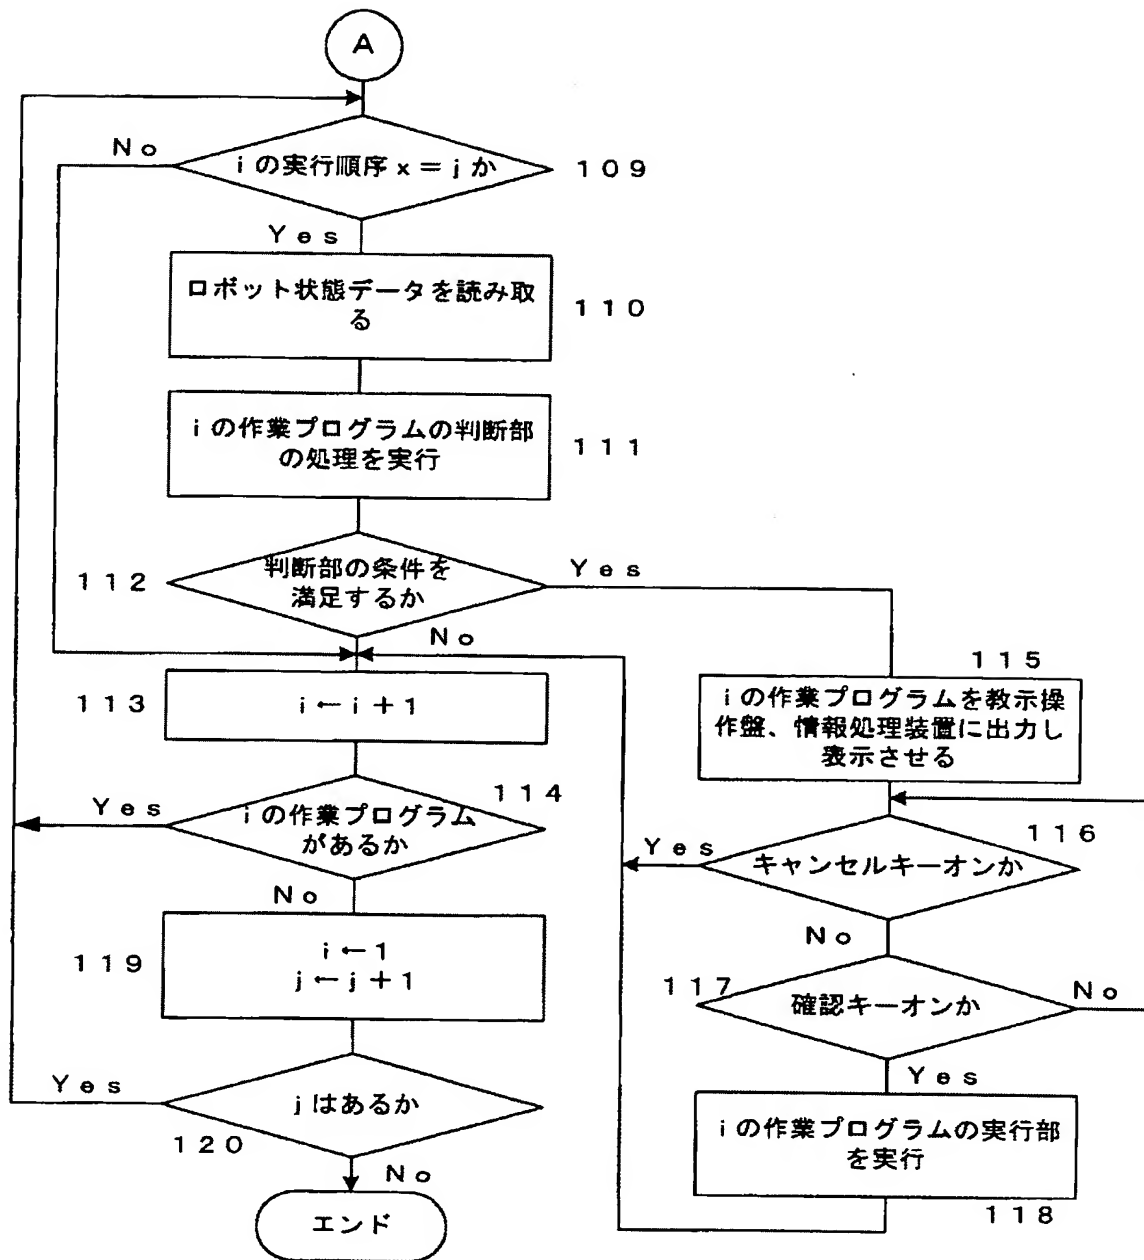 A
No
iの実行順序x=jか
109
Yes
ロボット状態データを読み取
る
110
iの作業プログラムの判断部
の処理を実行
111
112
判断部の条件を
満足するか
Yes
No
113
i←i+1
115
iの作業プログラムを教示操
作盤、情報処理装置に出力し
表示させる
Yes
iの作業プログラム
があるか
114
No
Yes
キャンセルキーオンか
116
No
119
i←1
j←j+1
117
確認キーオンか
No
Yes
Yes
jはあるか
120
No
iの作業プログラムの実行部
を実行
118
エンド